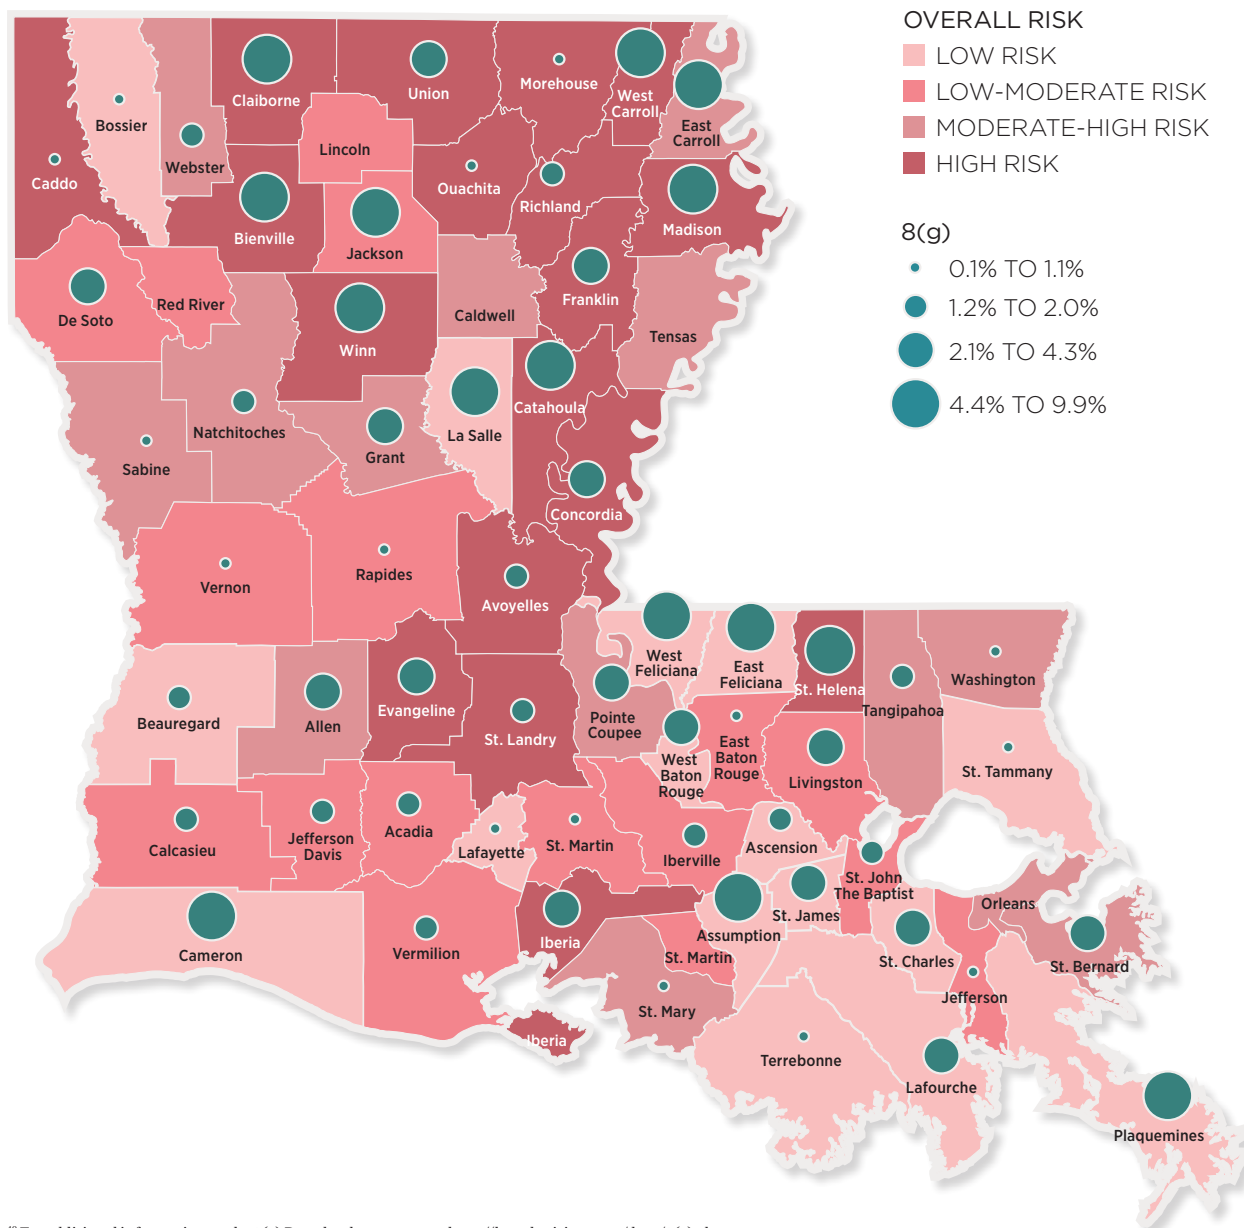 OVERALL RISK
LOW RISK
LOW-MODERATE RISK
MODERATE-HIGH RISK
HIGH RISK
8(g)
0.1% TO 1.1%
1.2% TO 2.0%
2.1% TO 4.3%
4.4% TO 9.9%
Caddo
Bossier
Webster
Claiborne
Union
Morehouse
West
Carroll
East
Carroll
Lincoln
Ouachita
Richland
Madison
Bienville
Jackson
Franklin
De Soto
Red River
Winn
Caldwell
Tensas
Natchitoches
Sabine
Grant
La Salle
Catahoula
Concordia
Vernon
Rapides
Avoyelles
Beauregard
Allen
Evangeline
St. Landry
Pointe
Coupee
West
Feliciana
East
Feliciana
St. Helena
Tangipahoa
Washington
West
Baton
Rouge
East
Baton
Rouge
Livingston
St. Tammany
Calcasieu
Jefferson
Davis
Acadia
Lafayette
St. Martin
Iberville
Ascension
St. John
The Baptist
Cameron
Vermilion
Iberia
Assumption
St. James
St. Charles
Orleans
St. Bernard
St. Martin
St. Mary
Jefferson
Iberia
Terrebonne
Lafourche
Plaquemines